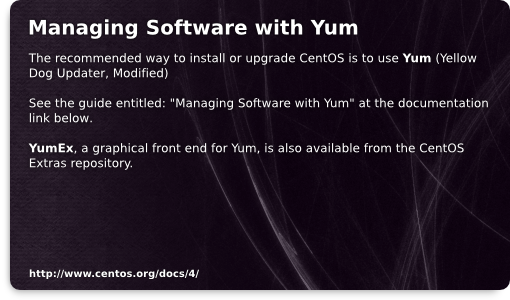 Managing Software with Yum
The recommended way to install or upgrade CentOS is to use Yum (Yellow
Dog Updater, Modified)
See the guide entitled: "Managing Software with Yum" at the documentation
link below.
YumEx, a graphical front end for Yum, is also available from the CentOS
Extras repository.
http://www.centos.org/docs/4/